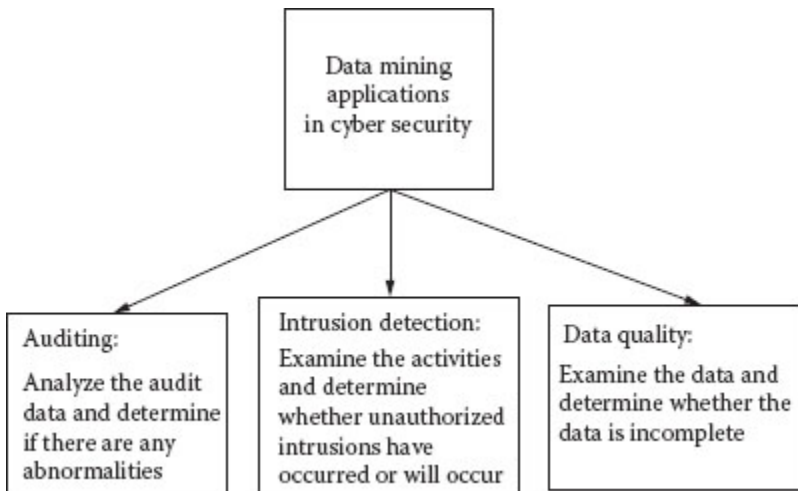 Data mining
applications
in cyber security
Auditing:
Analyze the audit
data and determine
if there are any
abnormalities
Intrusion detection:
Examine the activities
and determine
whether unauthorized
intrusions have
occurred or will occur
Data quality:
Examine the data and
determine whether the
data is incomplete